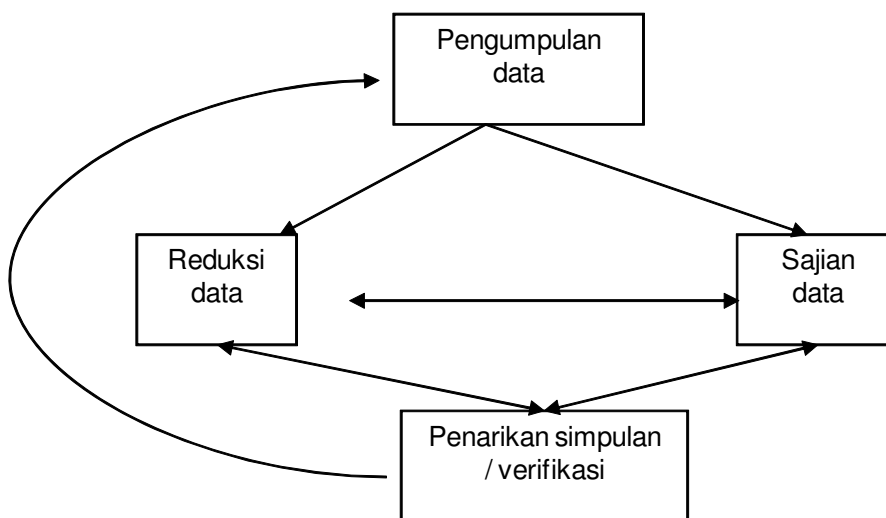 Pengumpulan
data
Reduksi
data
Sajian
data
Penarikan simpulan
/ verifikasi